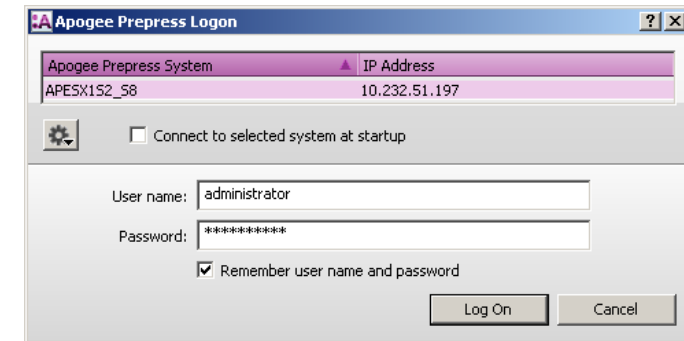 :A Apogee Prepress Logon ? X
Apogee Prepress System IP Address
APESX1S2_S8 10.232.51.197
Connect to selected system at startup
User name: administrator
Password: **********
Remember user name and password
Log On Cancel